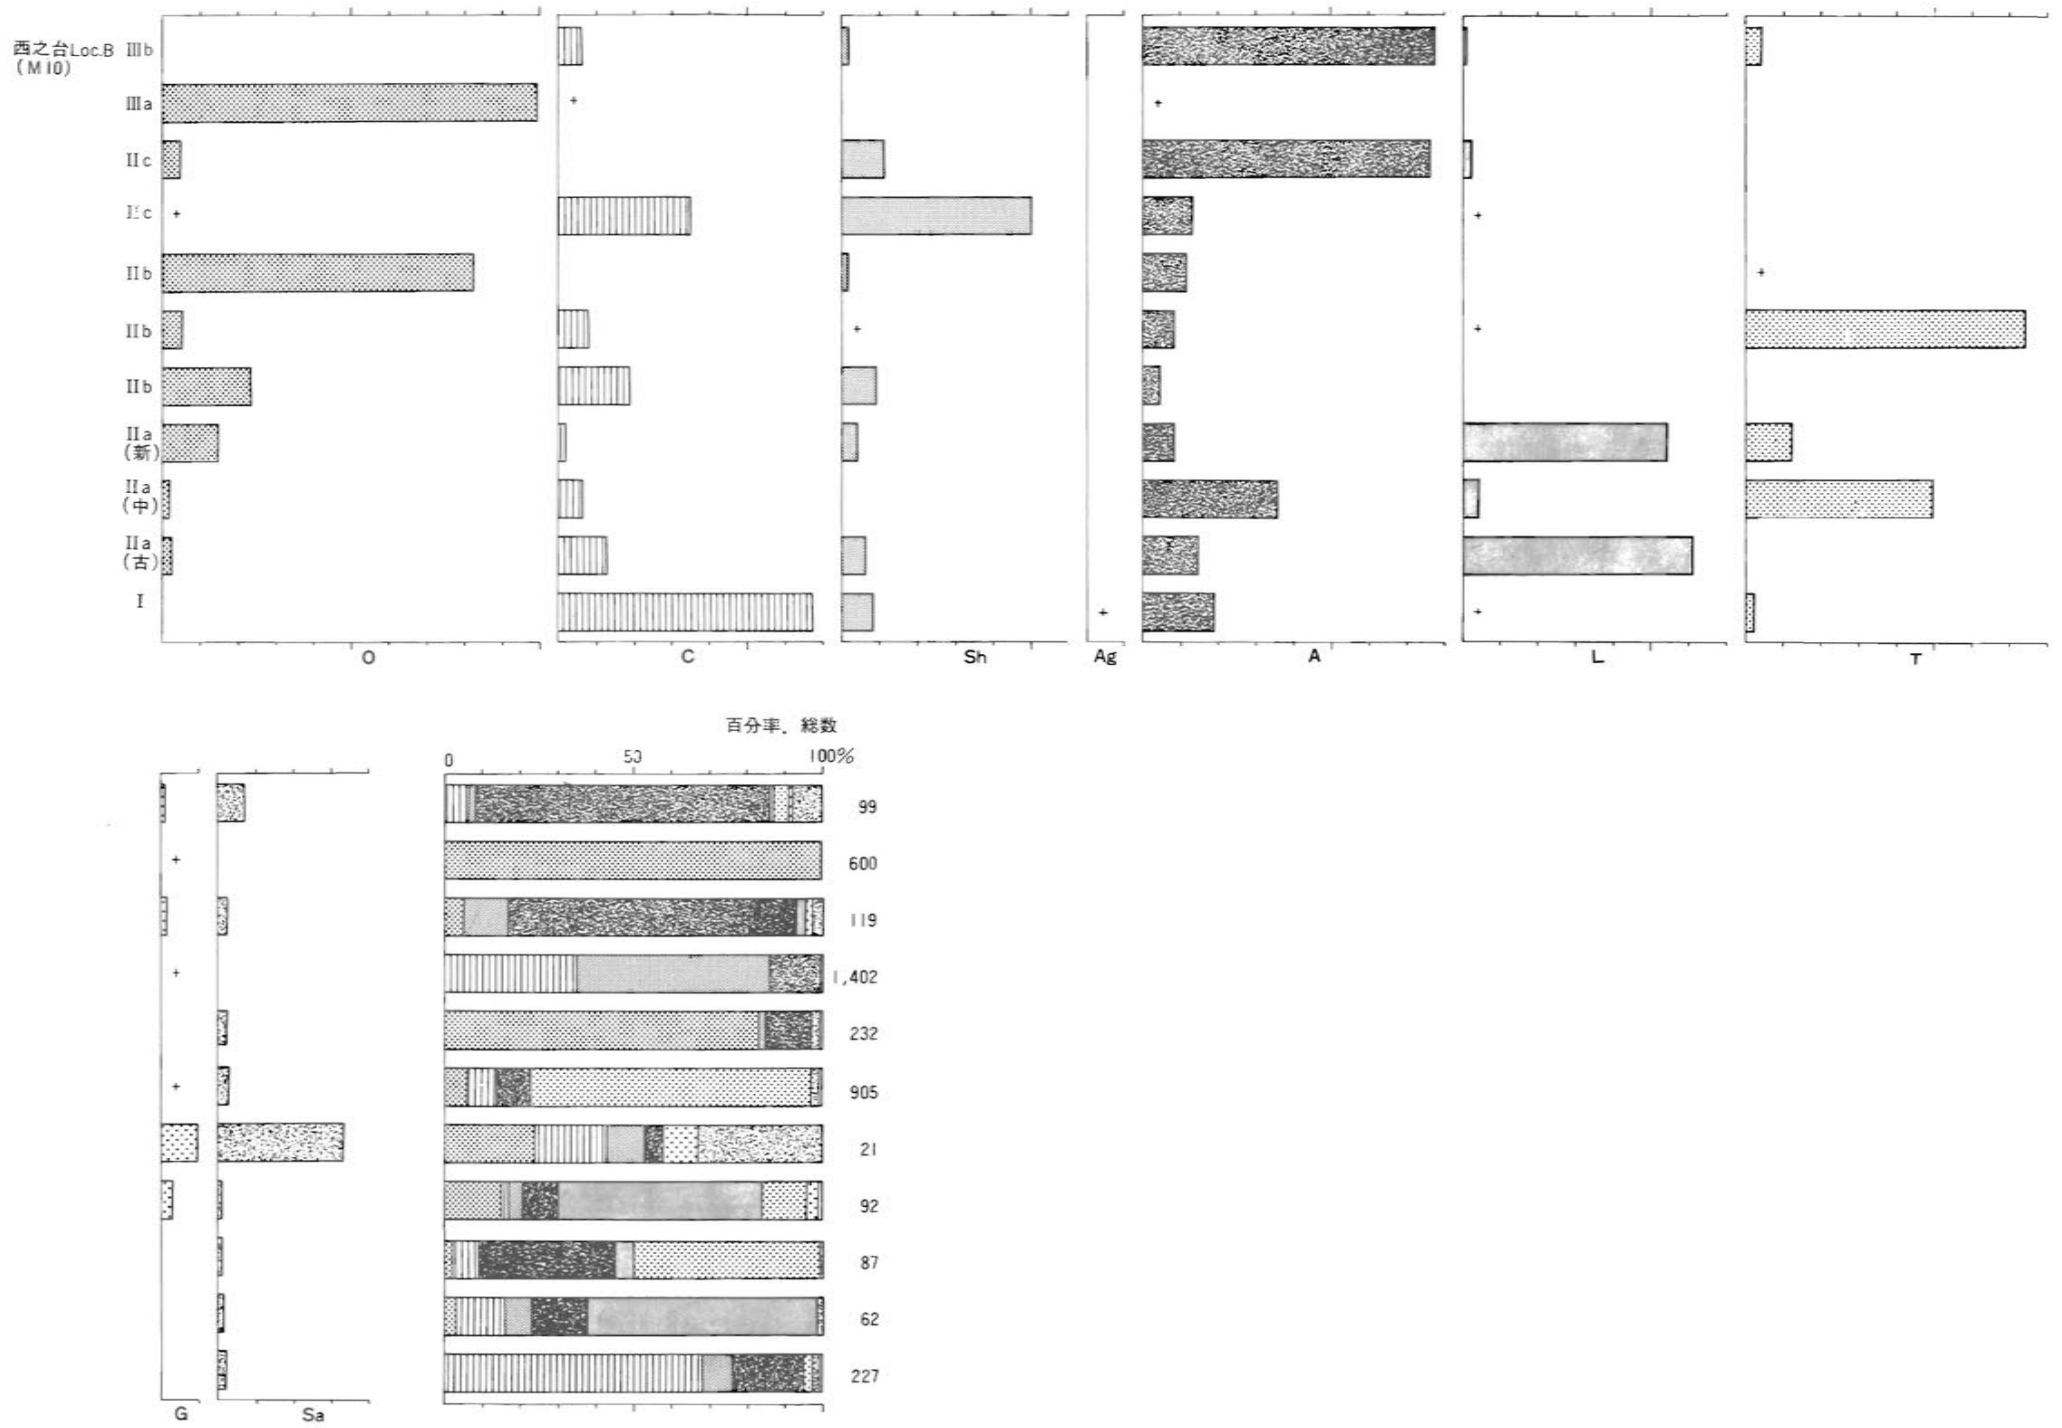 西之台Loc.B IIIb
(M10)
IIIa
IIc
IIb
IIb
IIb
IIa
(新)
IIa
(中)
IIa
(古)
I
O C Sh Ag A L T
百分率. 総数
0 50 100%
99
600
119
1,402
232
905
21
92
87
62
227
G Sa